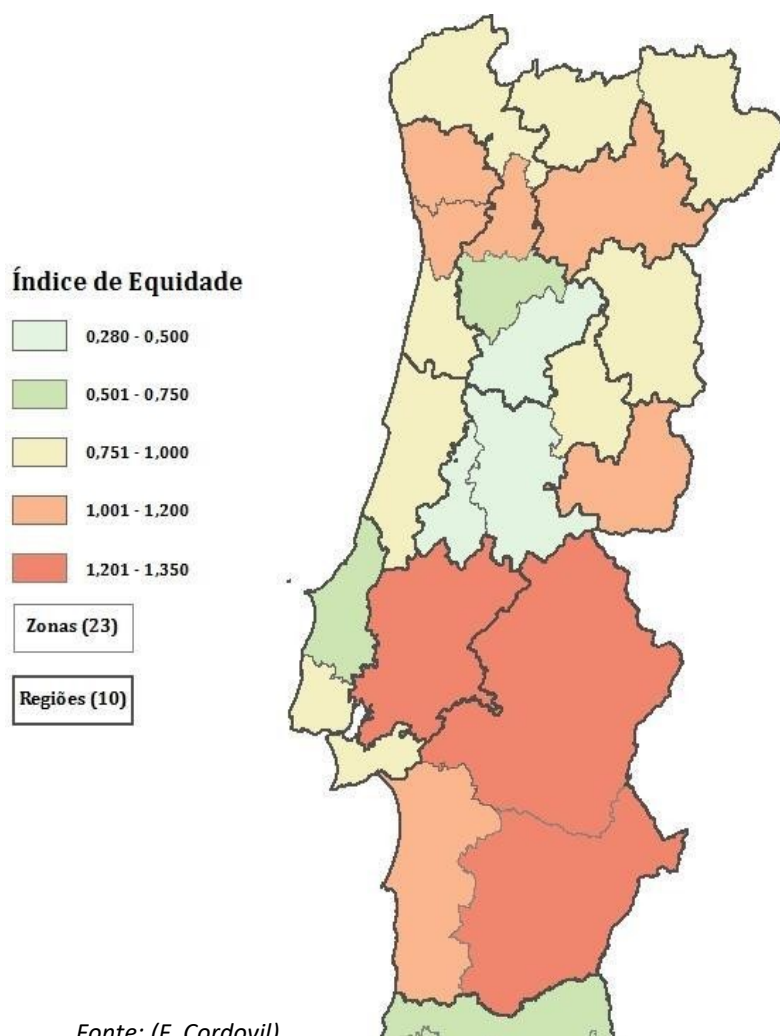 Índice de Equidade
0,280 - 0,500
0,501 - 0,750
0,751 - 1,000
1,001 - 1,200
1,201 - 1,350
Zonas (23)
Regiões (10)
Fonte: (F. Cordovil)